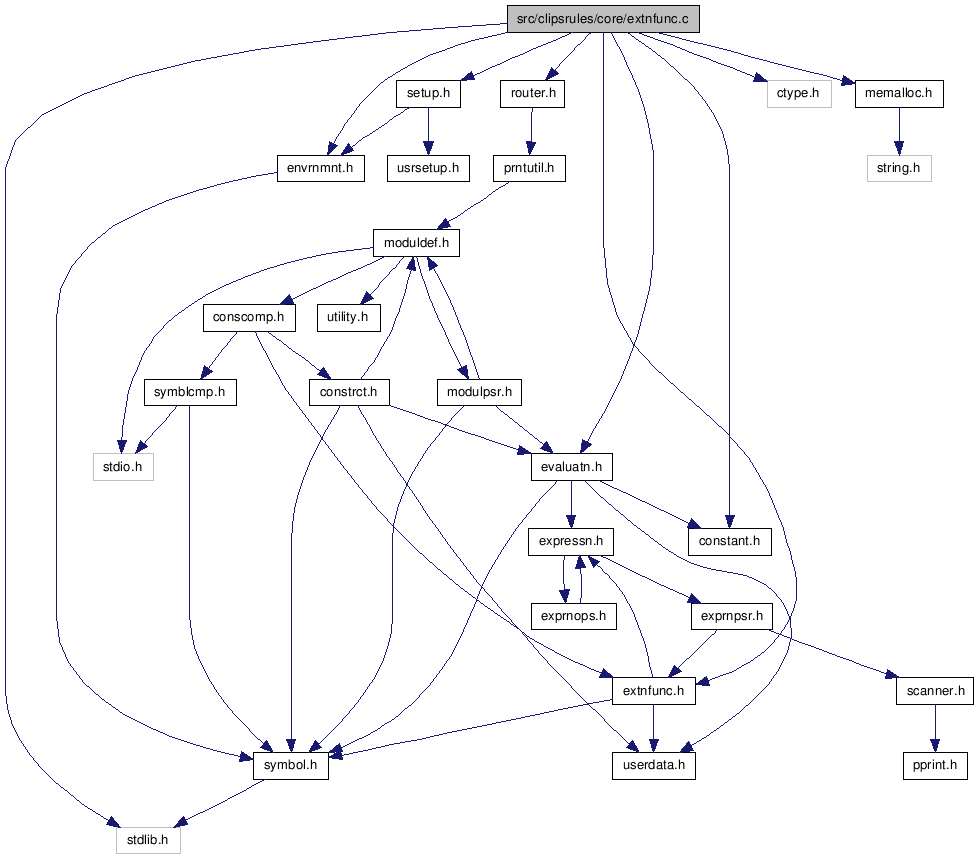 src/clipsrules/core/extnfunc.c
setup.h
router.h
ctype.h
memalloc.h
envrnmnt.h
usrsetup.h
prntutil.h
string.h
moduldef.h
conscomp.h
utility.h
symblcmp.h
constrct.h
modulpsr.h
stdio.h
evaluatn.h
expressn.h
constant.h
exprnops.h
exprnpsr.h
extnfunc.h
scanner.h
symbol.h
userdata.h
pprint.h
stdlib.h